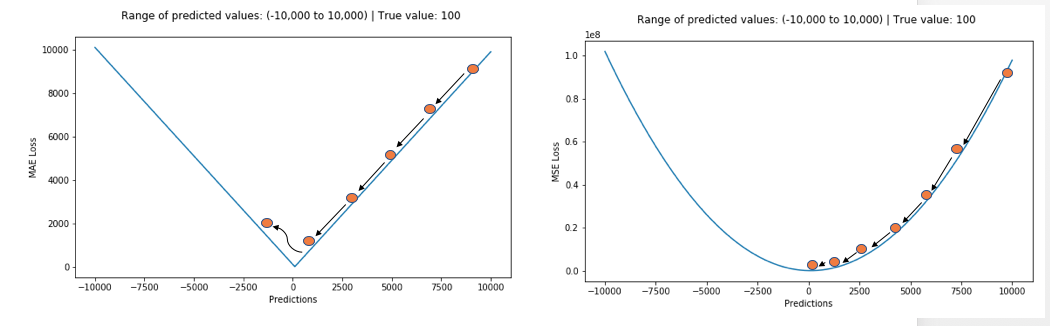 Range of predicted values: (-10,000 to 10,000) | True value: 100
10000
8000
6000
4000
2000
0
MAE Loss
−10000 −7500 −5000 −2500 0 2500 5000 7500 10000
Predictions
Range of predicted values: (-10,000 to 10,000) | True value: 100
1e8
1.0
0.8
0.6
0.4
0.2
0.0
MSE Loss
−10000 −7500 −5000 −2500 0 2500 5000 7500 10000
Predictions